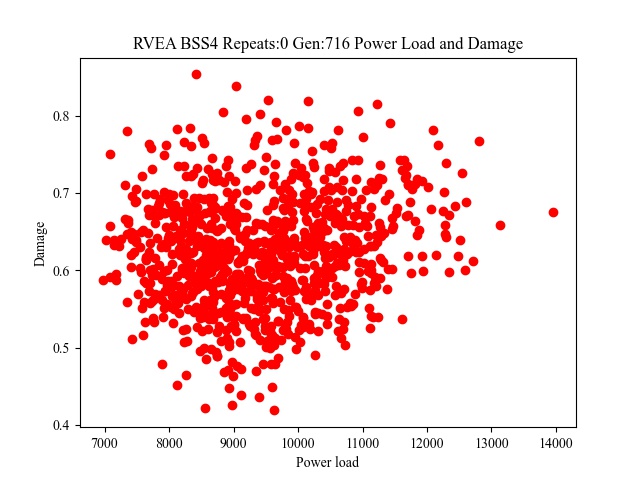 RVEA BSS4 Repeats:0 Gen:716 Power Load and Damage
0.8
0.7
0.6
0.5
0.4
Damage
7000 8000 9000 10000 11000 12000 13000 14000
Power load